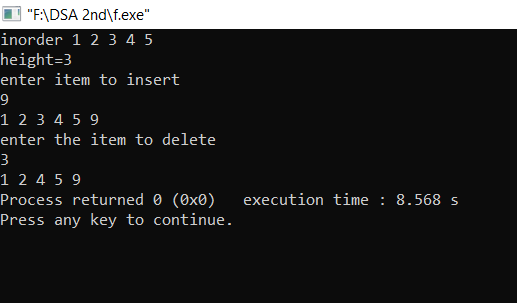 "F:\DSA 2nd\f.exe"
inorder 1 2 3 4 5
height=3
enter item to insert
9
1 2 3 4 5 9
enter the item to delete
3
1 2 4 5 9
Process returned 0 (0x0)   execution time : 8.568 s
Press any key to continue.